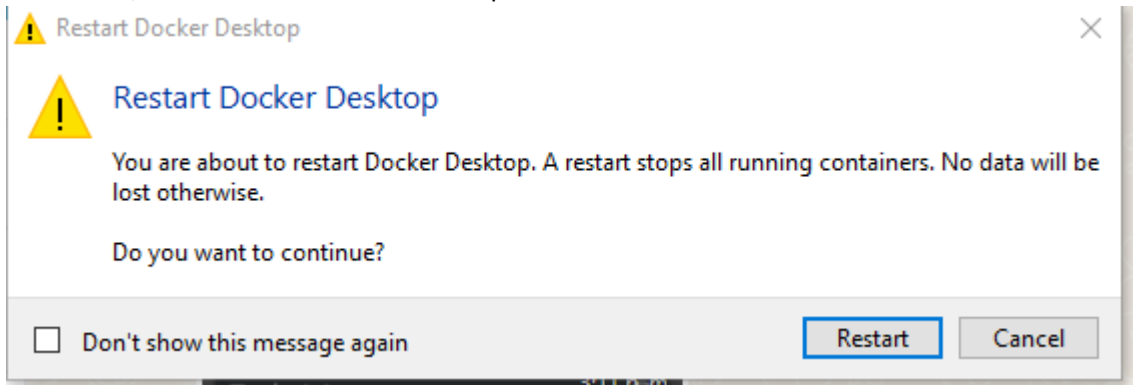 Restart Docker Desktop
Restart Docker Desktop
You are about to restart Docker Desktop. A restart stops all running containers. No data will be
lost otherwise.
Do you want to continue?
Don't show this message again
Restart Cancel